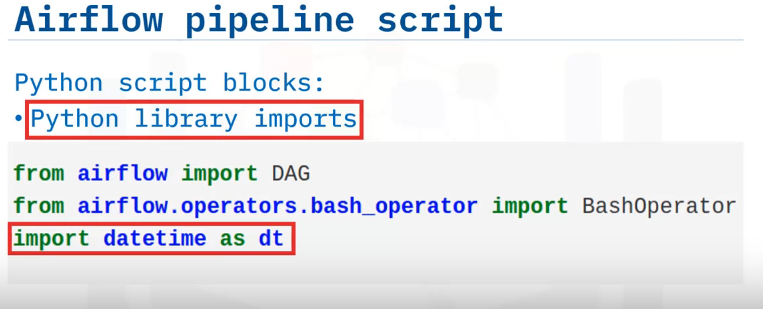 Airflow pipeline script
Python script blocks:
• Python library imports
from airflow import DAG
from airflow.operators.bash_operator import BashOperator
import datetime as dt